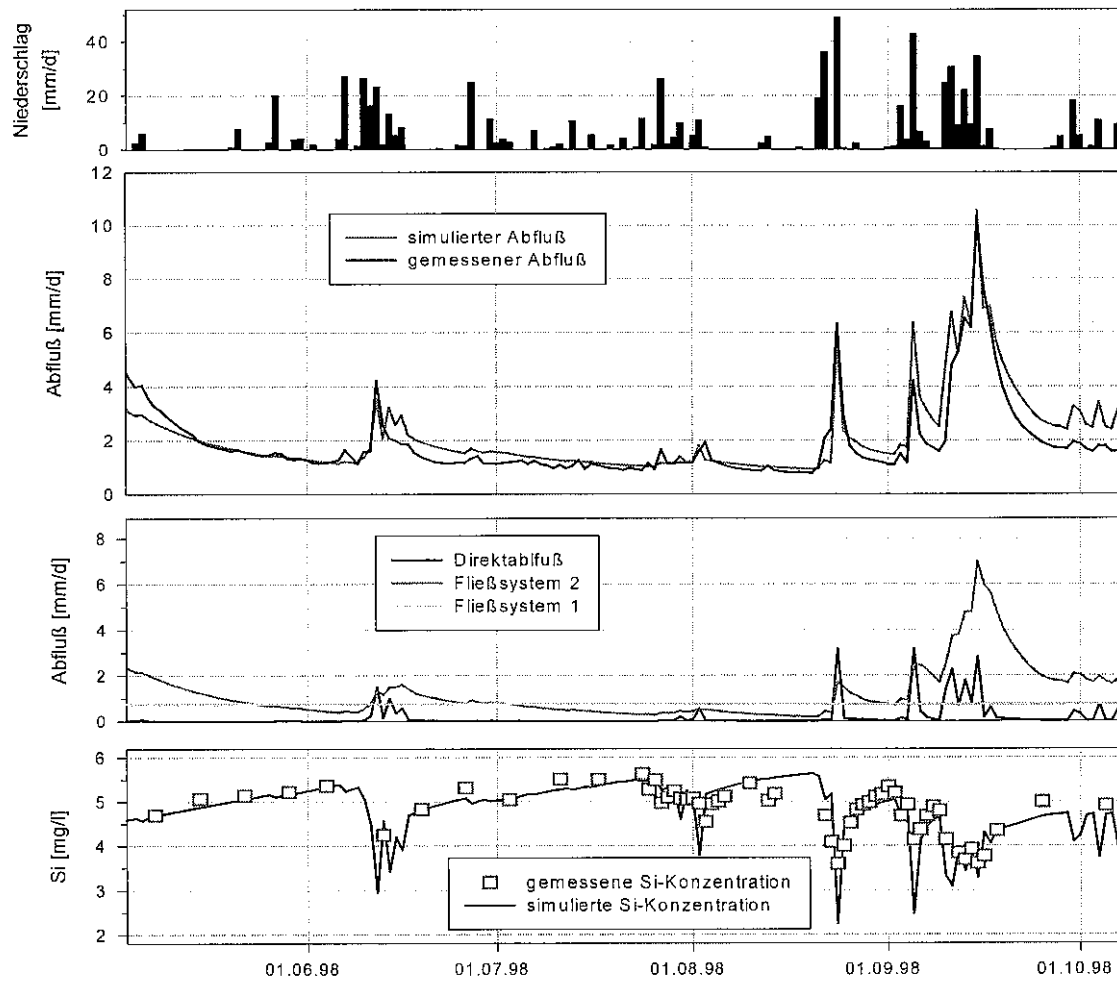 Niederschlag
[mm/d]
40
20
0
12
10
8
6
4
2
0
Abfluß [mm/d]
simulierter Abfluß
gemessener Abfluß
8
6
4
2
0
Abfluß [mm/d]
Direktablfuß
Fließsystem 2
Fließsystem 1
6
5
4
3
2
Si [mg/l]
gemessene Si-Konzentration
simulierte Si-Konzentration
01.06.98 01.07.98 01.08.98 01.09.98 01.10.98